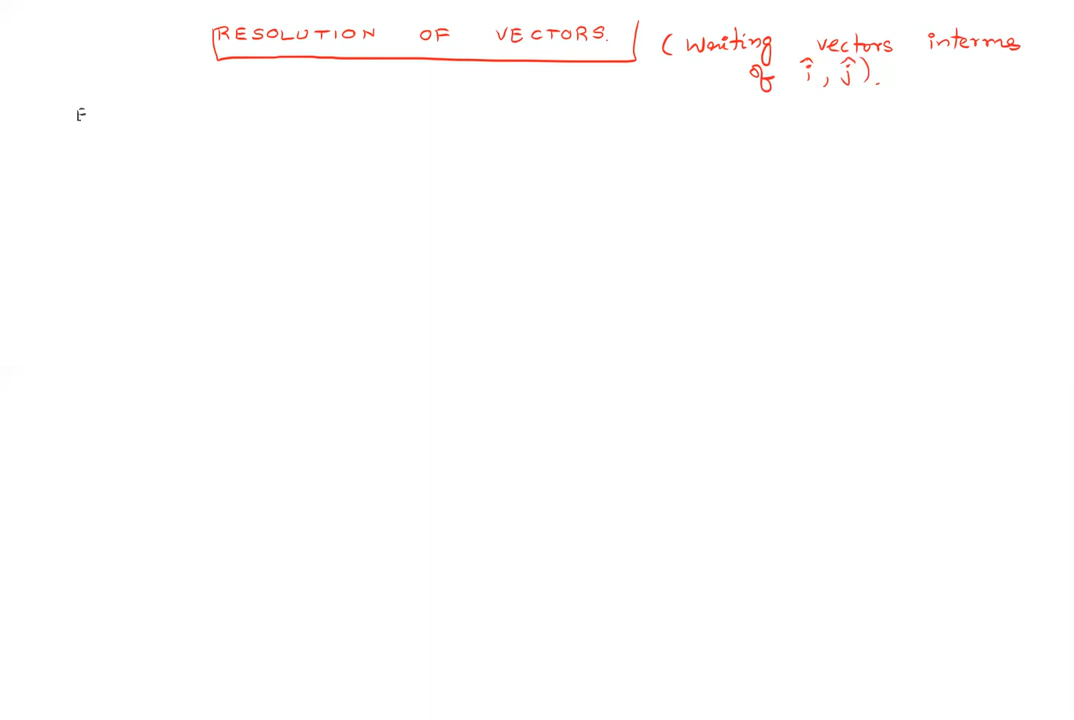 RESOLUTION OF VECTORS. (Writing vectors interms
of î, ĵ).
E